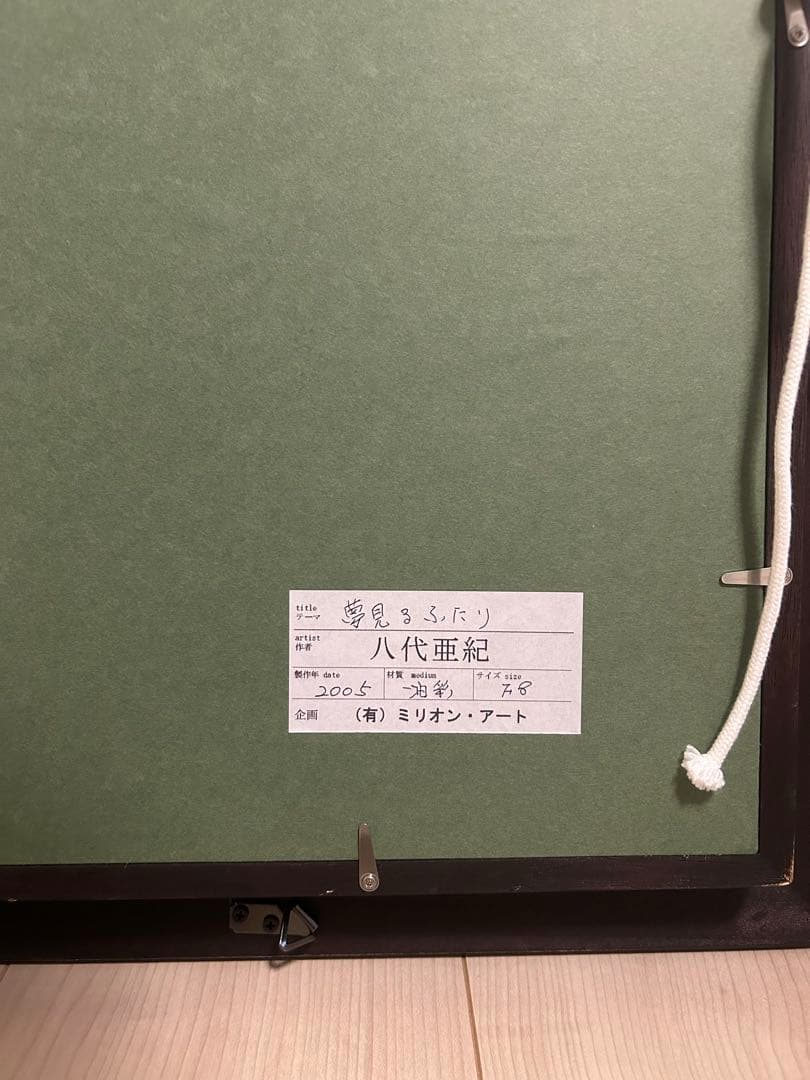 title
テーマ 夢見るふたり
artist
作者 八代亜紀
製作年 date 材質 medium サイズ size
2005 油彩 F8
企画 (有)ミリオン・アート